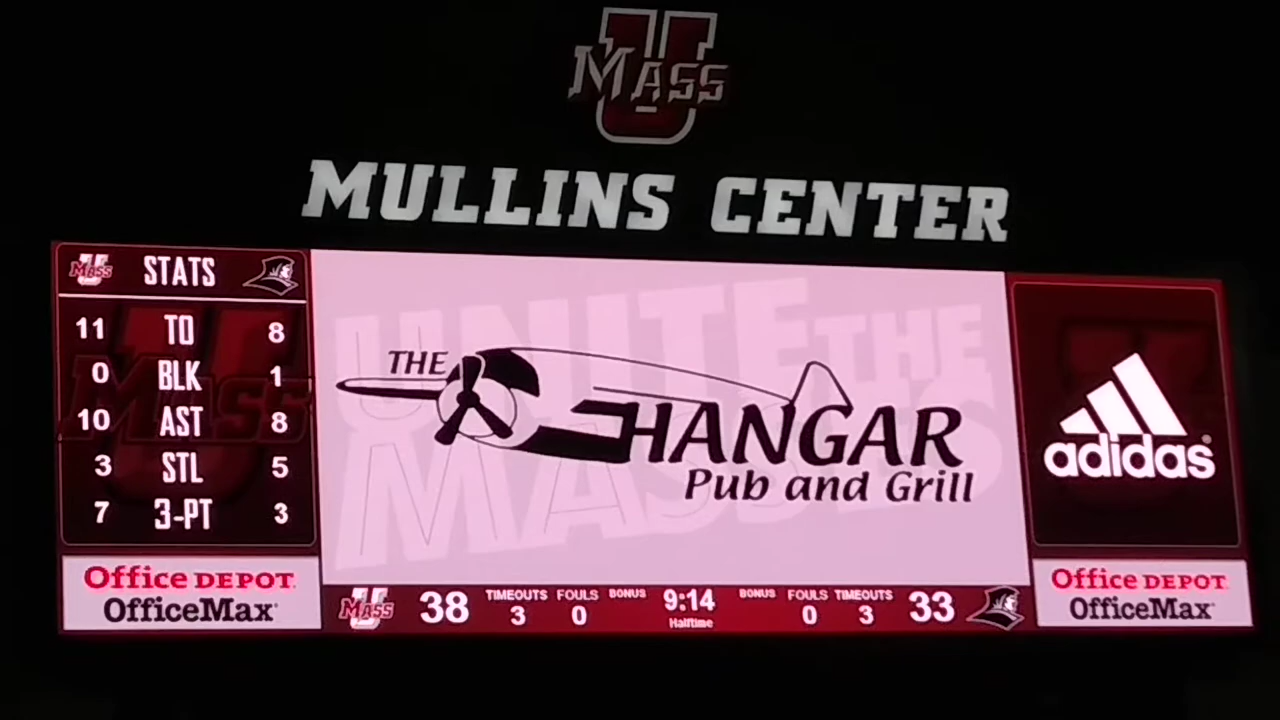 U
MASS
MULLINS CENTER
U MASS STATS
11 TO 8
0 BLK 1
10 AST 8
3 STL 5
7 3-PT 3
Office DEPOT
OfficeMax
UNITE THE
MASSES
THE
HANGAR
Pub and Grill
adidas
Office DEPOT
OfficeMax
U MASS 38 TIMEOUTS 3 FOULS 0 BONUS 9:14 Halftime BONUS FOULS 0 TIMEOUTS 3 33